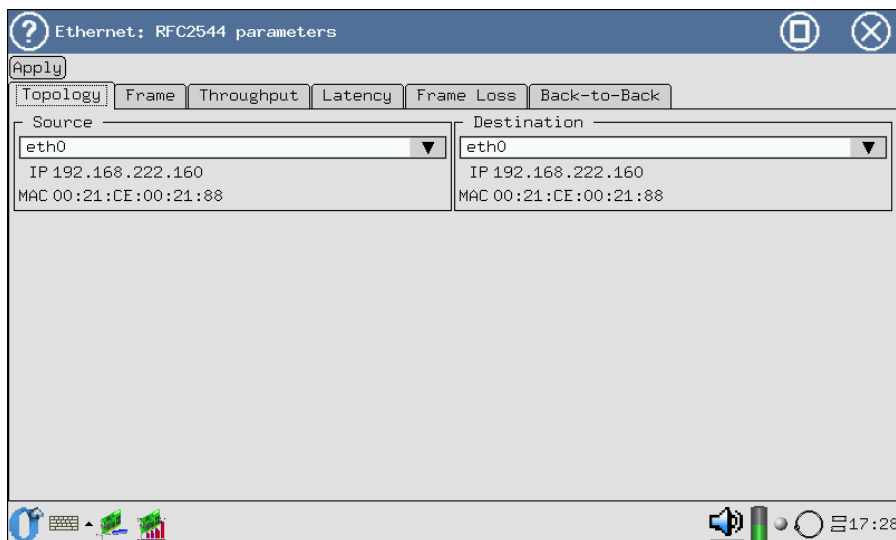 Ethernet: RFC2544 parameters
Apply
Topology Frame Throughput Latency Frame Loss Back-to-Back
Source
eth0
IP 192.168.222.160
MAC 00:21:CE:00:21:88
Destination
eth0
IP 192.168.222.160
MAC 00:21:CE:00:21:88
17:28